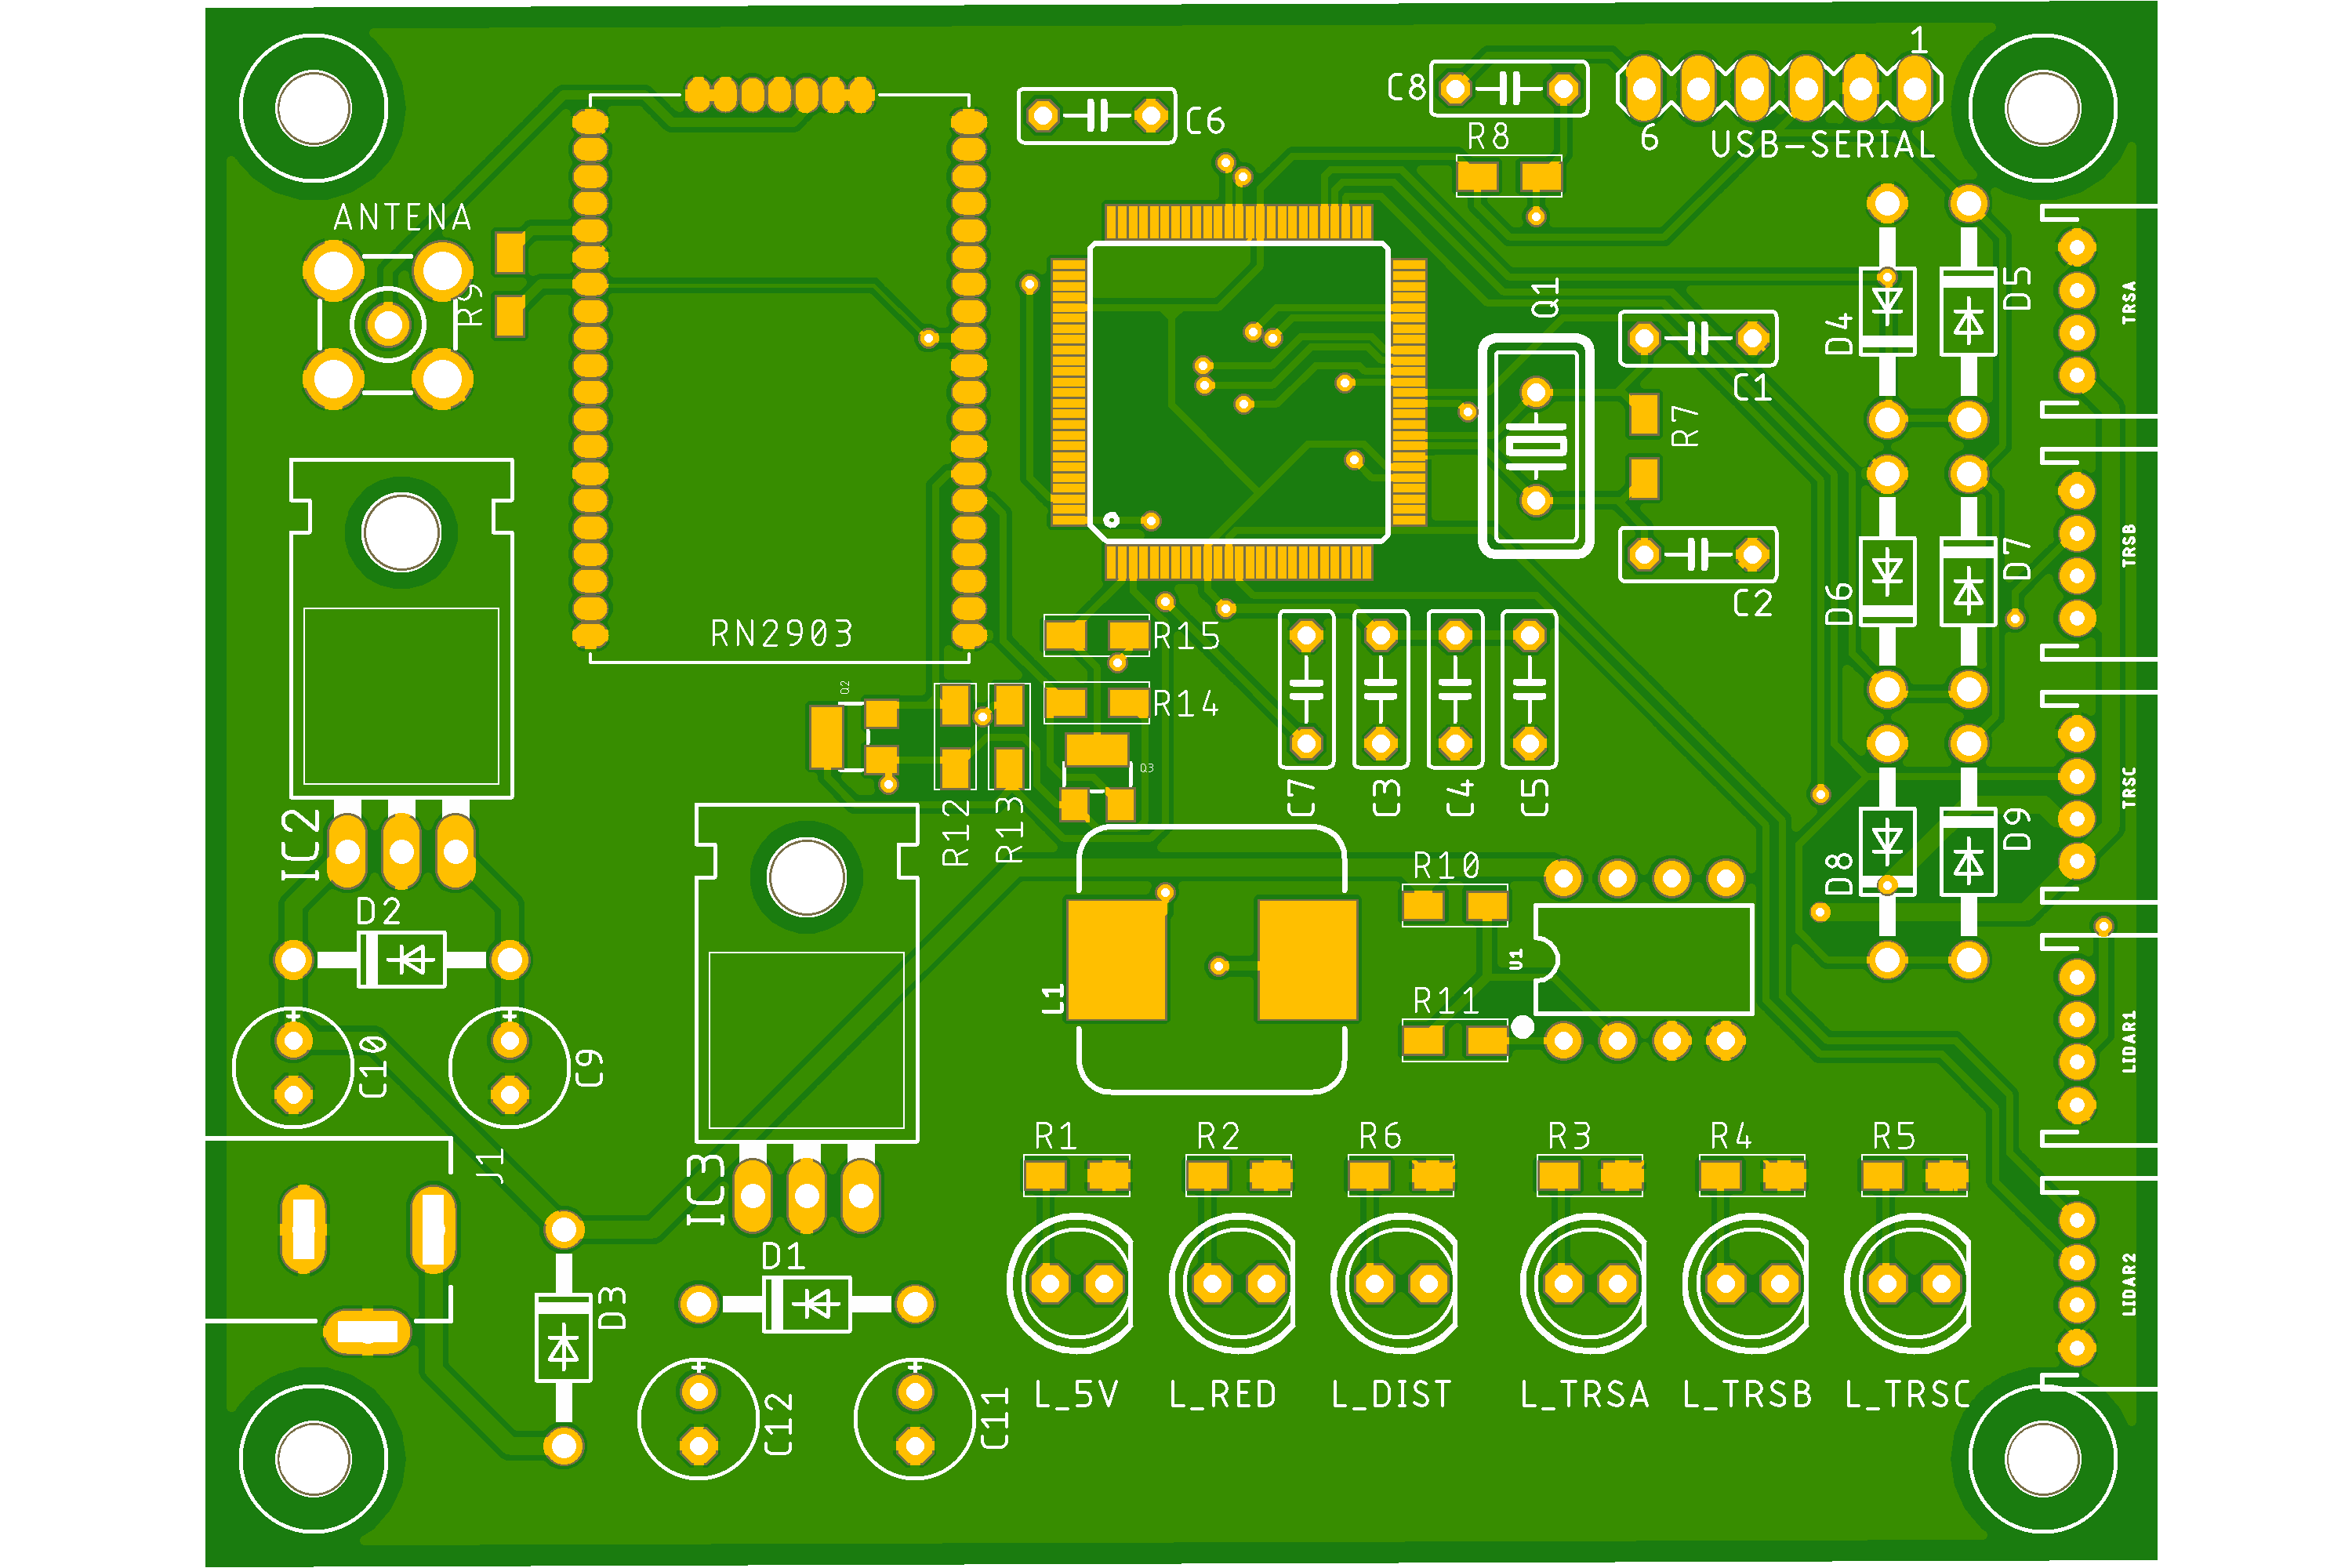 1
C8
C6
R8
6
USB-SERIAL
ANTENA
R9
Q1
D5
TRSA
D4
C1
R7
TRSB
D7
D6
C2
RN2903
R15
Q2
R14
Q3
TRSC
C7
C3
C4
C5
IC2
R12
R13
D9
D8
R10
D2
U1
L1
R11
LIDAR1
C10
C9
J1
R1
R2
R6
R3
R4
R5
IC3
D1
D3
LIDAR2
L_5V
L_RED
L_DIST
L_TRSA
L_TRSB
L_TRSC
C12
C11